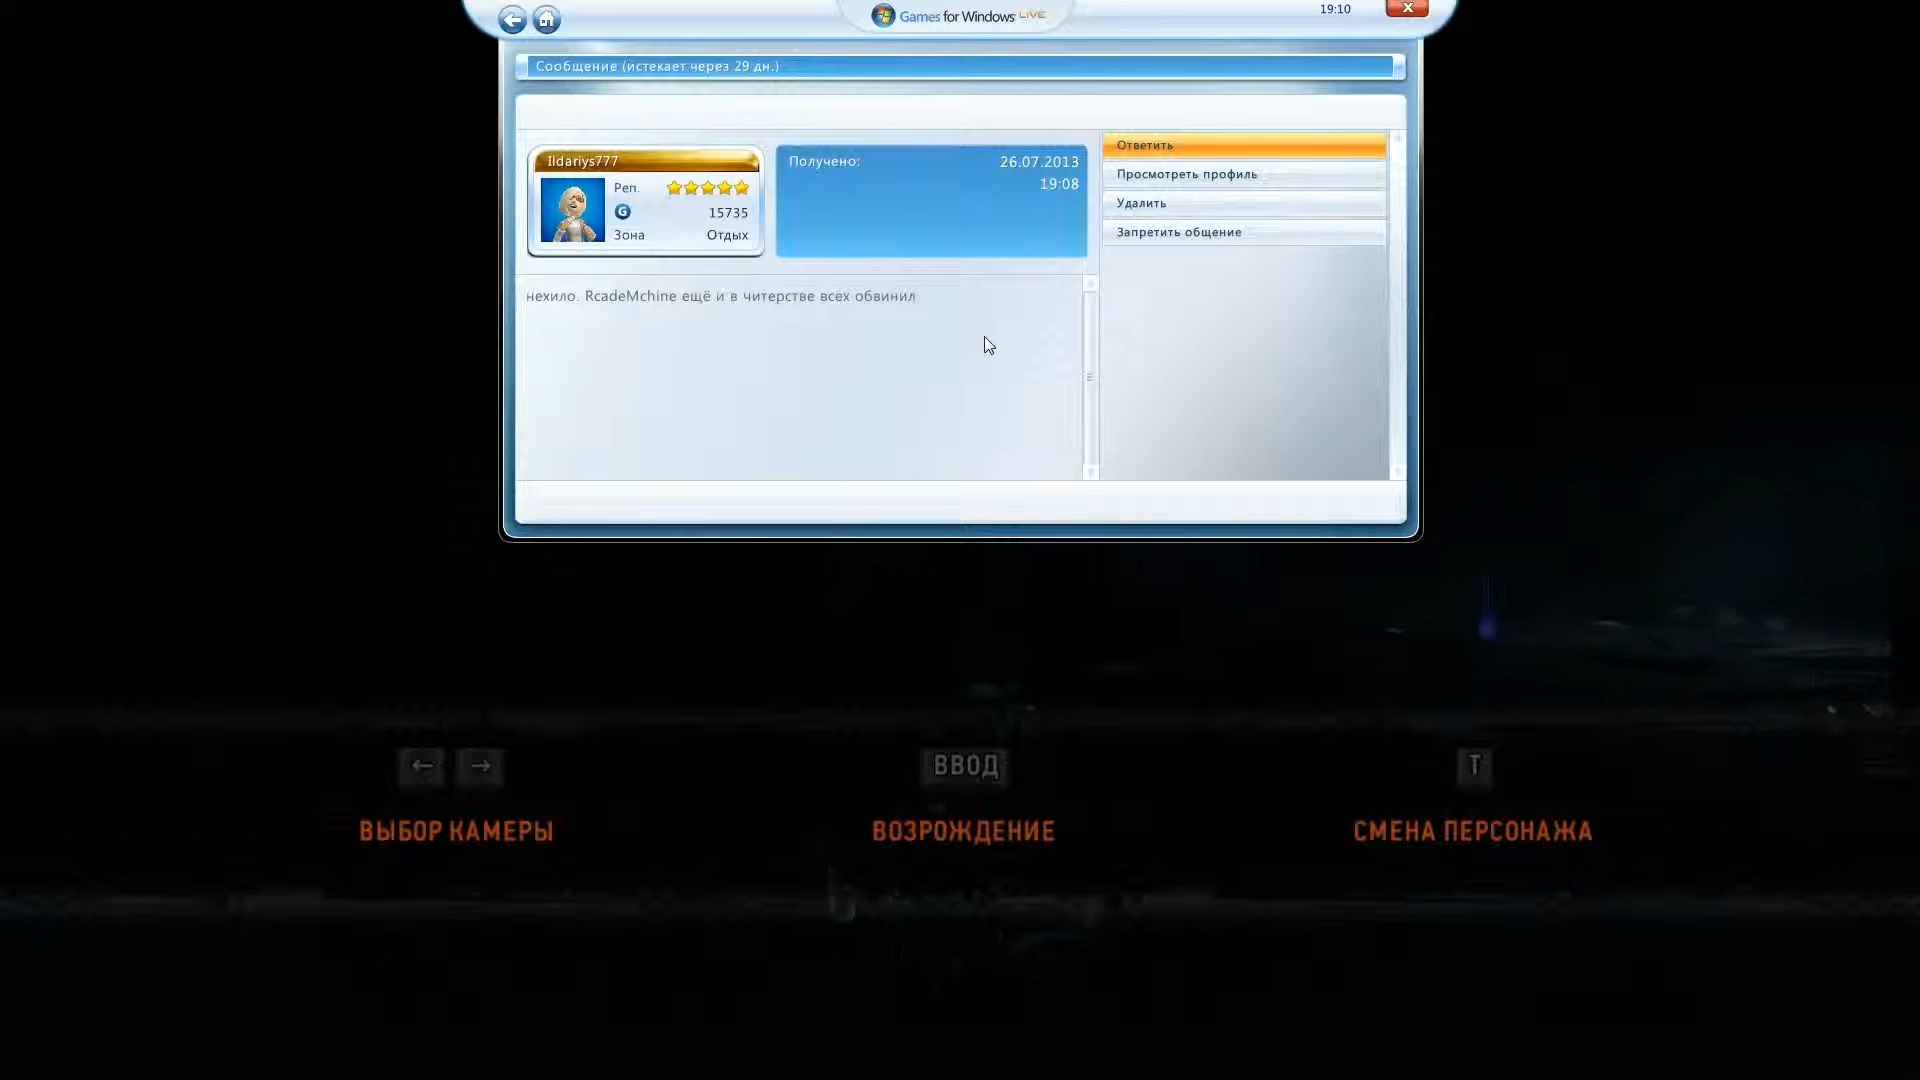 Games for Windows LIVE
19:10
Сообщение (истекает через 29 дн.)
Ildariys777
Реп.
G
15735
Зона
Отдых
Получено:
26.07.2013
19:08
Ответить
Просмотреть профиль
Удалить
Запретить общение
нехило. RcadeMchine ещё и в читерстве всех обвинил
← →
ВВОД
T
ВЫБОР КАМЕРЫ
ВОЗРОЖДЕНИЕ
СМЕНА ПЕРСОНАЖА